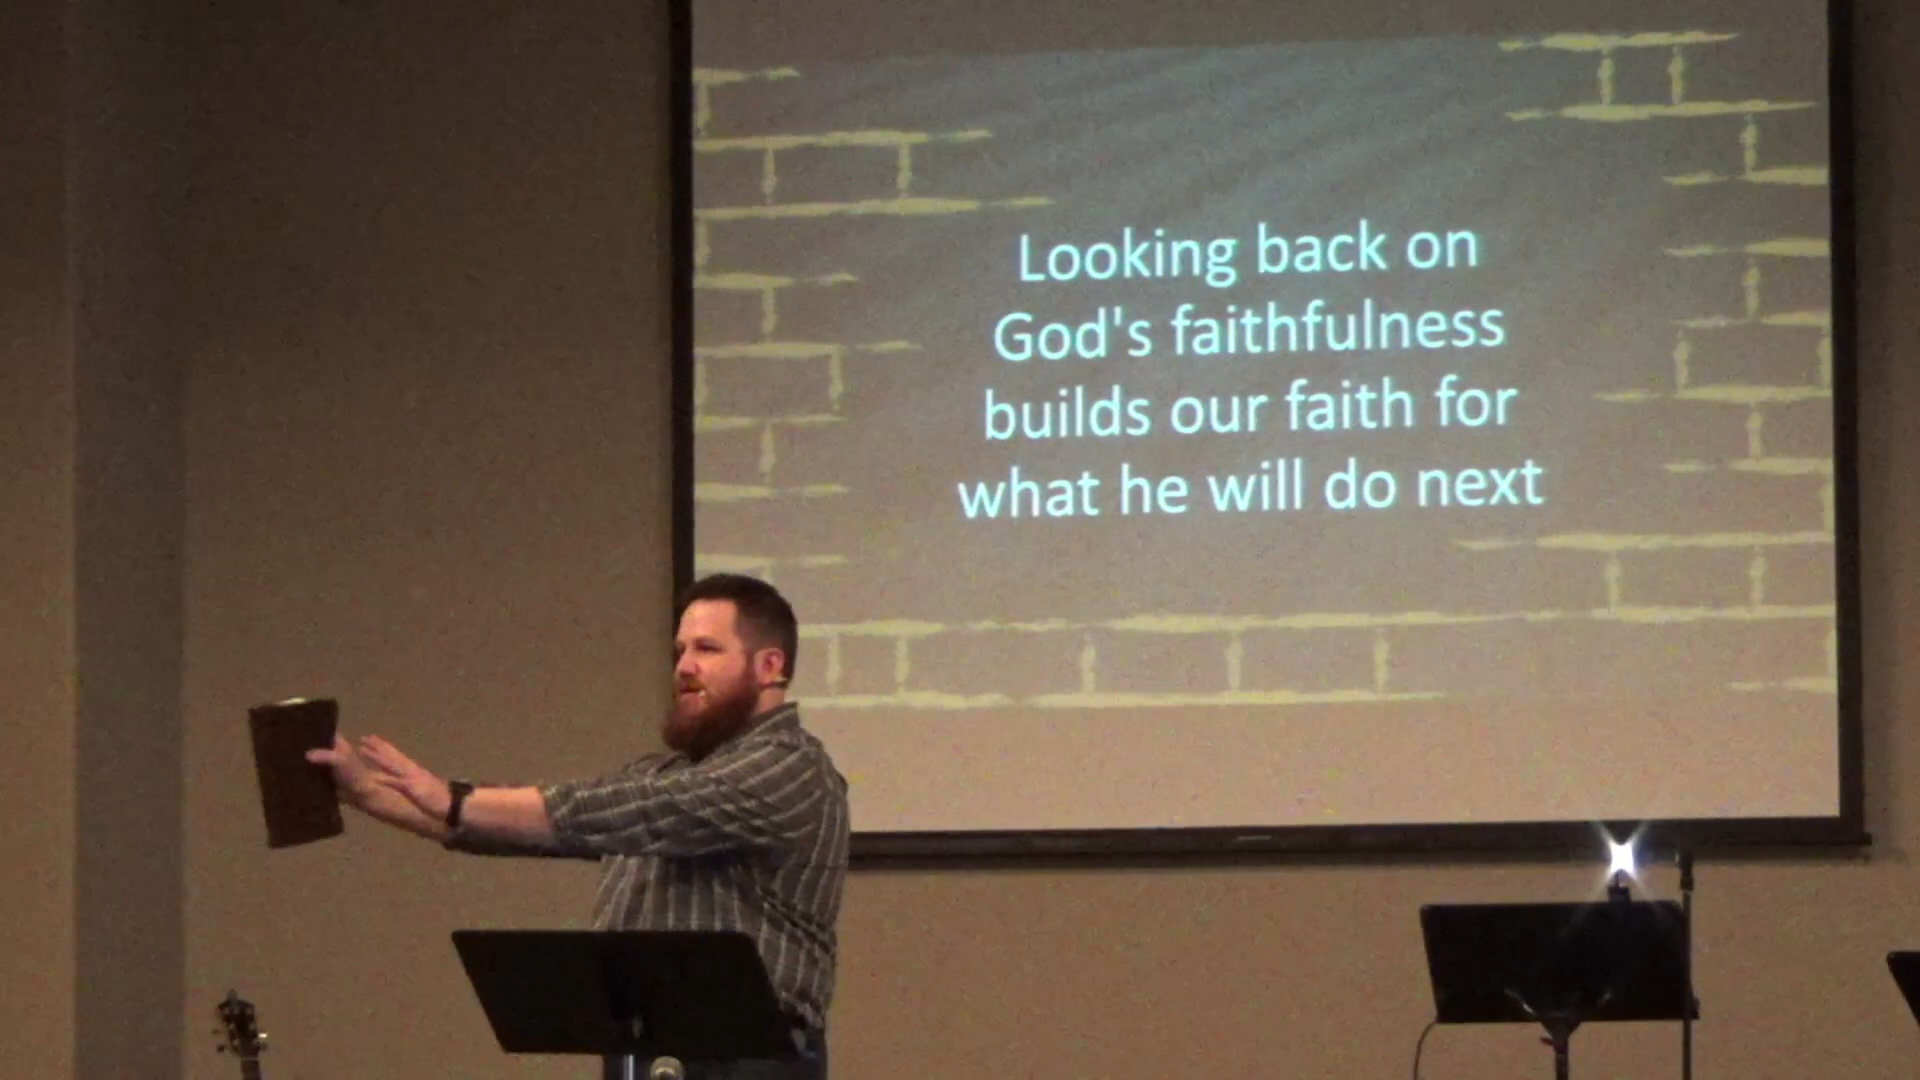 Looking back on
God's faithfulness
builds our faith for
what he will do next